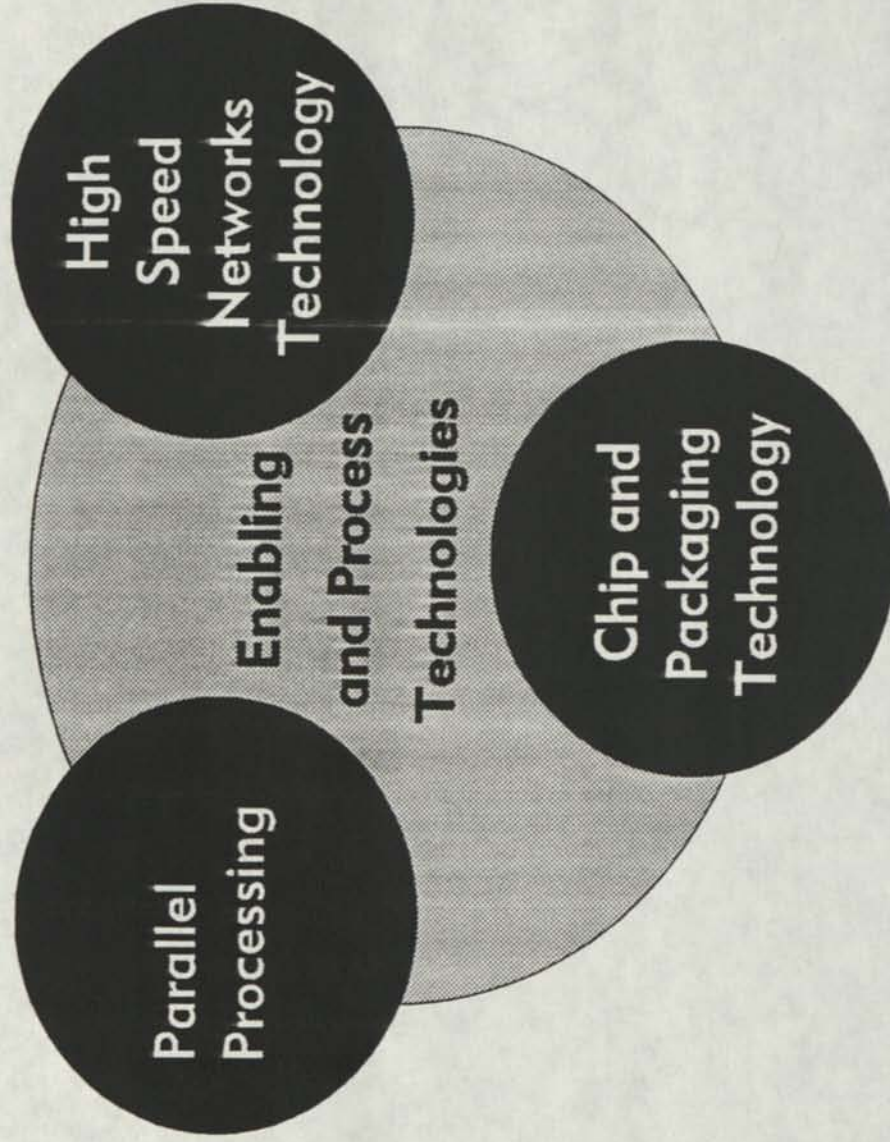 Parallel
Processing
Enabling
and Process
Technologies
High
Speed
Networks
Technology
Chip and
Packaging
Technology